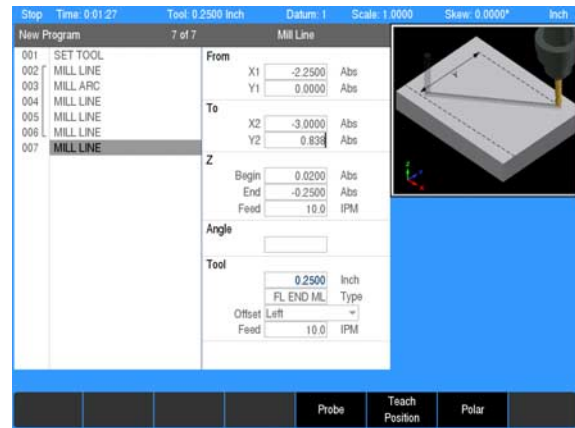 Stop Time: 0:01:27 Tool: 0.2500 Inch Datum: 1 Scale: 1.0000 Skew: 0.0000° Inch
New Program 7 of 7 Mill Line
001 SET TOOL
002 MILL LINE
003 MILL ARC
004 MILL LINE
005 MILL LINE
006 MILL LINE
007 MILL LINE
From
X1 -2.2500 Abs
Y1 0.0000 Abs
To
X2 -3.0000 Abs
Y2 0.838 Abs
Z
Begin 0.0200 Abs
End -0.2500 Abs
Feed 10.0 IPM
Angle
Tool
0.2500 Inch
FL END ML Type
Offset Left
Feed 10.0 IPM
Probe
Teach Position
Polar